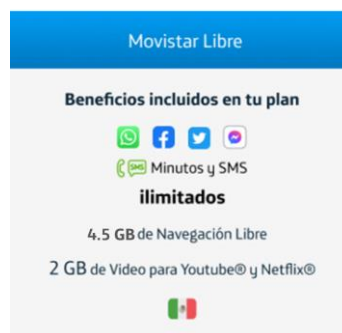 Movistar Libre
Beneficios incluidos en tu plan
SMS Minutos y SMS
ilimitados
4.5 GB de Navegación Libre
2 GB de Video para Youtube® y Netflix®